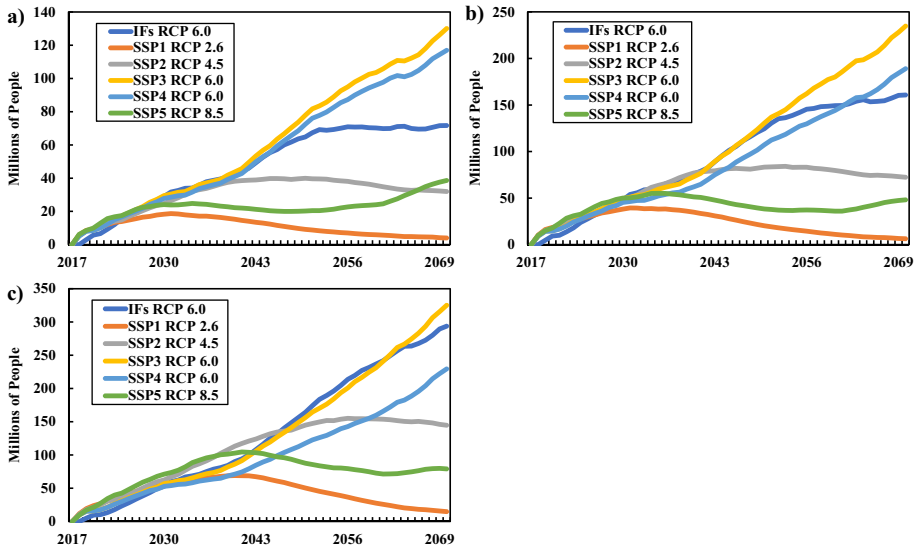 a)
Millions of People
140
120
100
80
60
40
20
0
IFs RCP 6.0
SSP1 RCP 2.6
SSP2 RCP 4.5
SSP3 RCP 6.0
SSP4 RCP 6.0
SSP5 RCP 8.5
2017 2030 2043 2056 2069
b)
Millions of People
250
200
150
100
50
0
IFs RCP 6.0
SSP1 RCP 2.6
SSP2 RCP 4.5
SSP3 RCP 6.0
SSP4 RCP 6.0
SSP5 RCP 8.5
2017 2030 2043 2056 2069
c)
Millions of People
350
300
250
200
150
100
50
0
IFs RCP 6.0
SSP1 RCP 2.6
SSP2 RCP 4.5
SSP3 RCP 6.0
SSP4 RCP 6.0
SSP5 RCP 8.5
2017 2030 2043 2056 2069